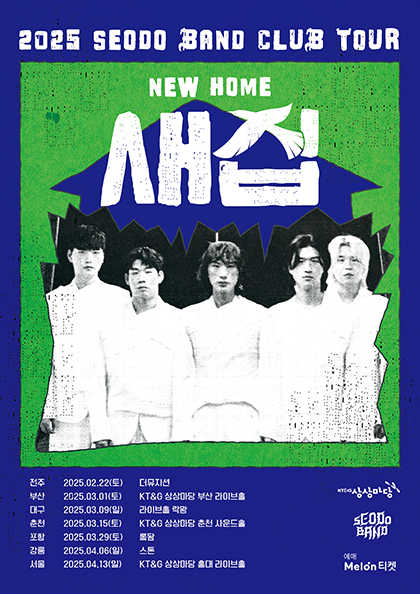 2025 SEODO BAND CLUB TOUR
NEW HOME
새집
전주 2025.02.22(토) 더뮤지션
부산 2025.03.01(토) KT&G 상상마당 부산 라이브홀
대구 2025.03.09(일) 라이브홀 락왕
춘천 2025.03.15(토) KT&G 상상마당 춘천 사운드홀
포항 2025.03.29(토) 룸담
강릉 2025.04.06(일) 스톤
서울 2025.04.13(일) KT&G 상상마당 홍대 라이브홀
KT&G 상상마당
SEODO
BAND
예매
Melon 티켓